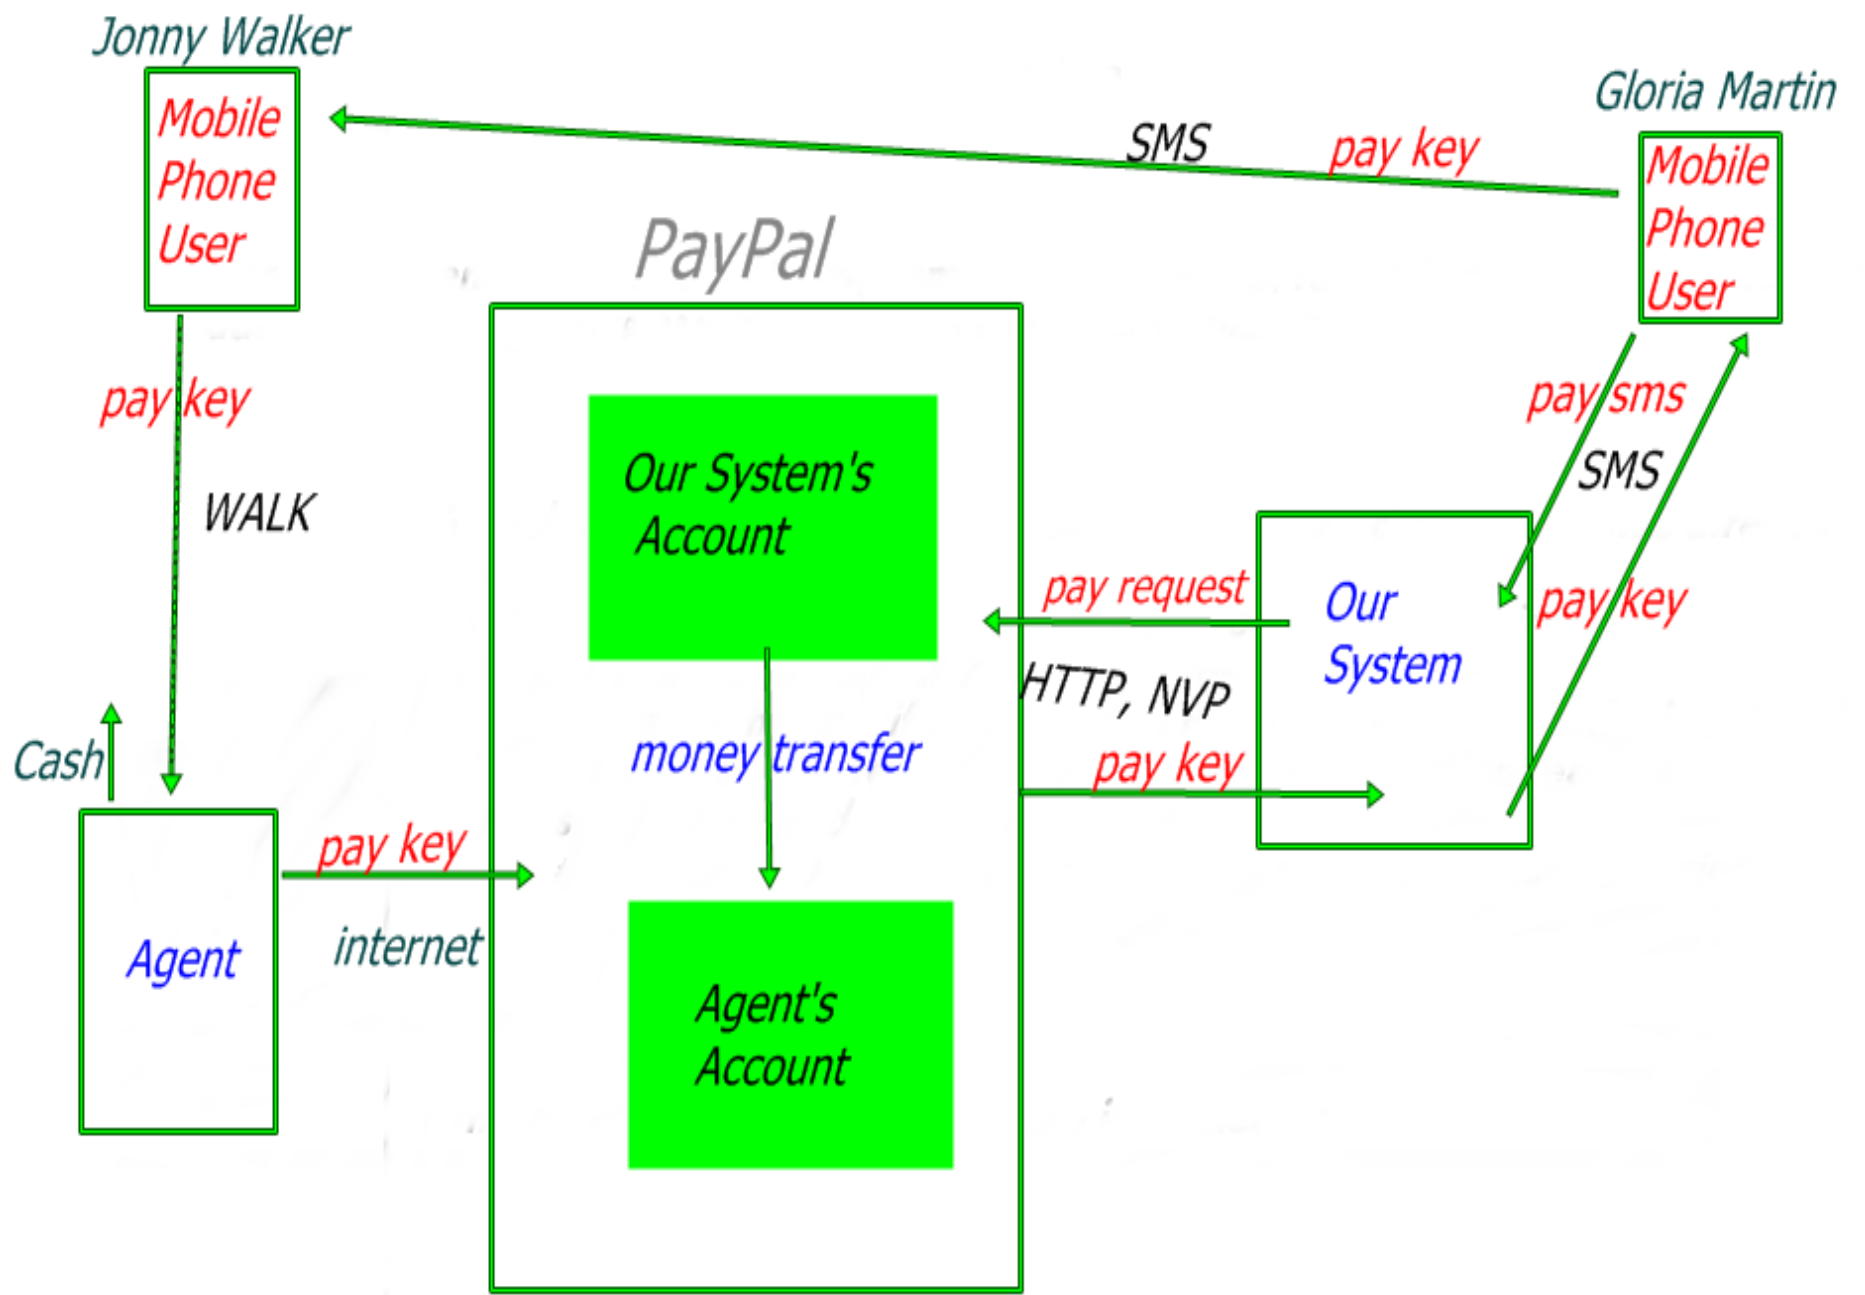 Jonny Walker
Mobile
Phone
User
SMS
pay key
Gloria Martin
Mobile
Phone
User
PayPal
pay key
WALK
Cash
Agent
pay key
internet
Our System's
Account
money transfer
Agent's
Account
pay request
HTTP, NVP
pay key
Our
System
pay sms
SMS
pay key